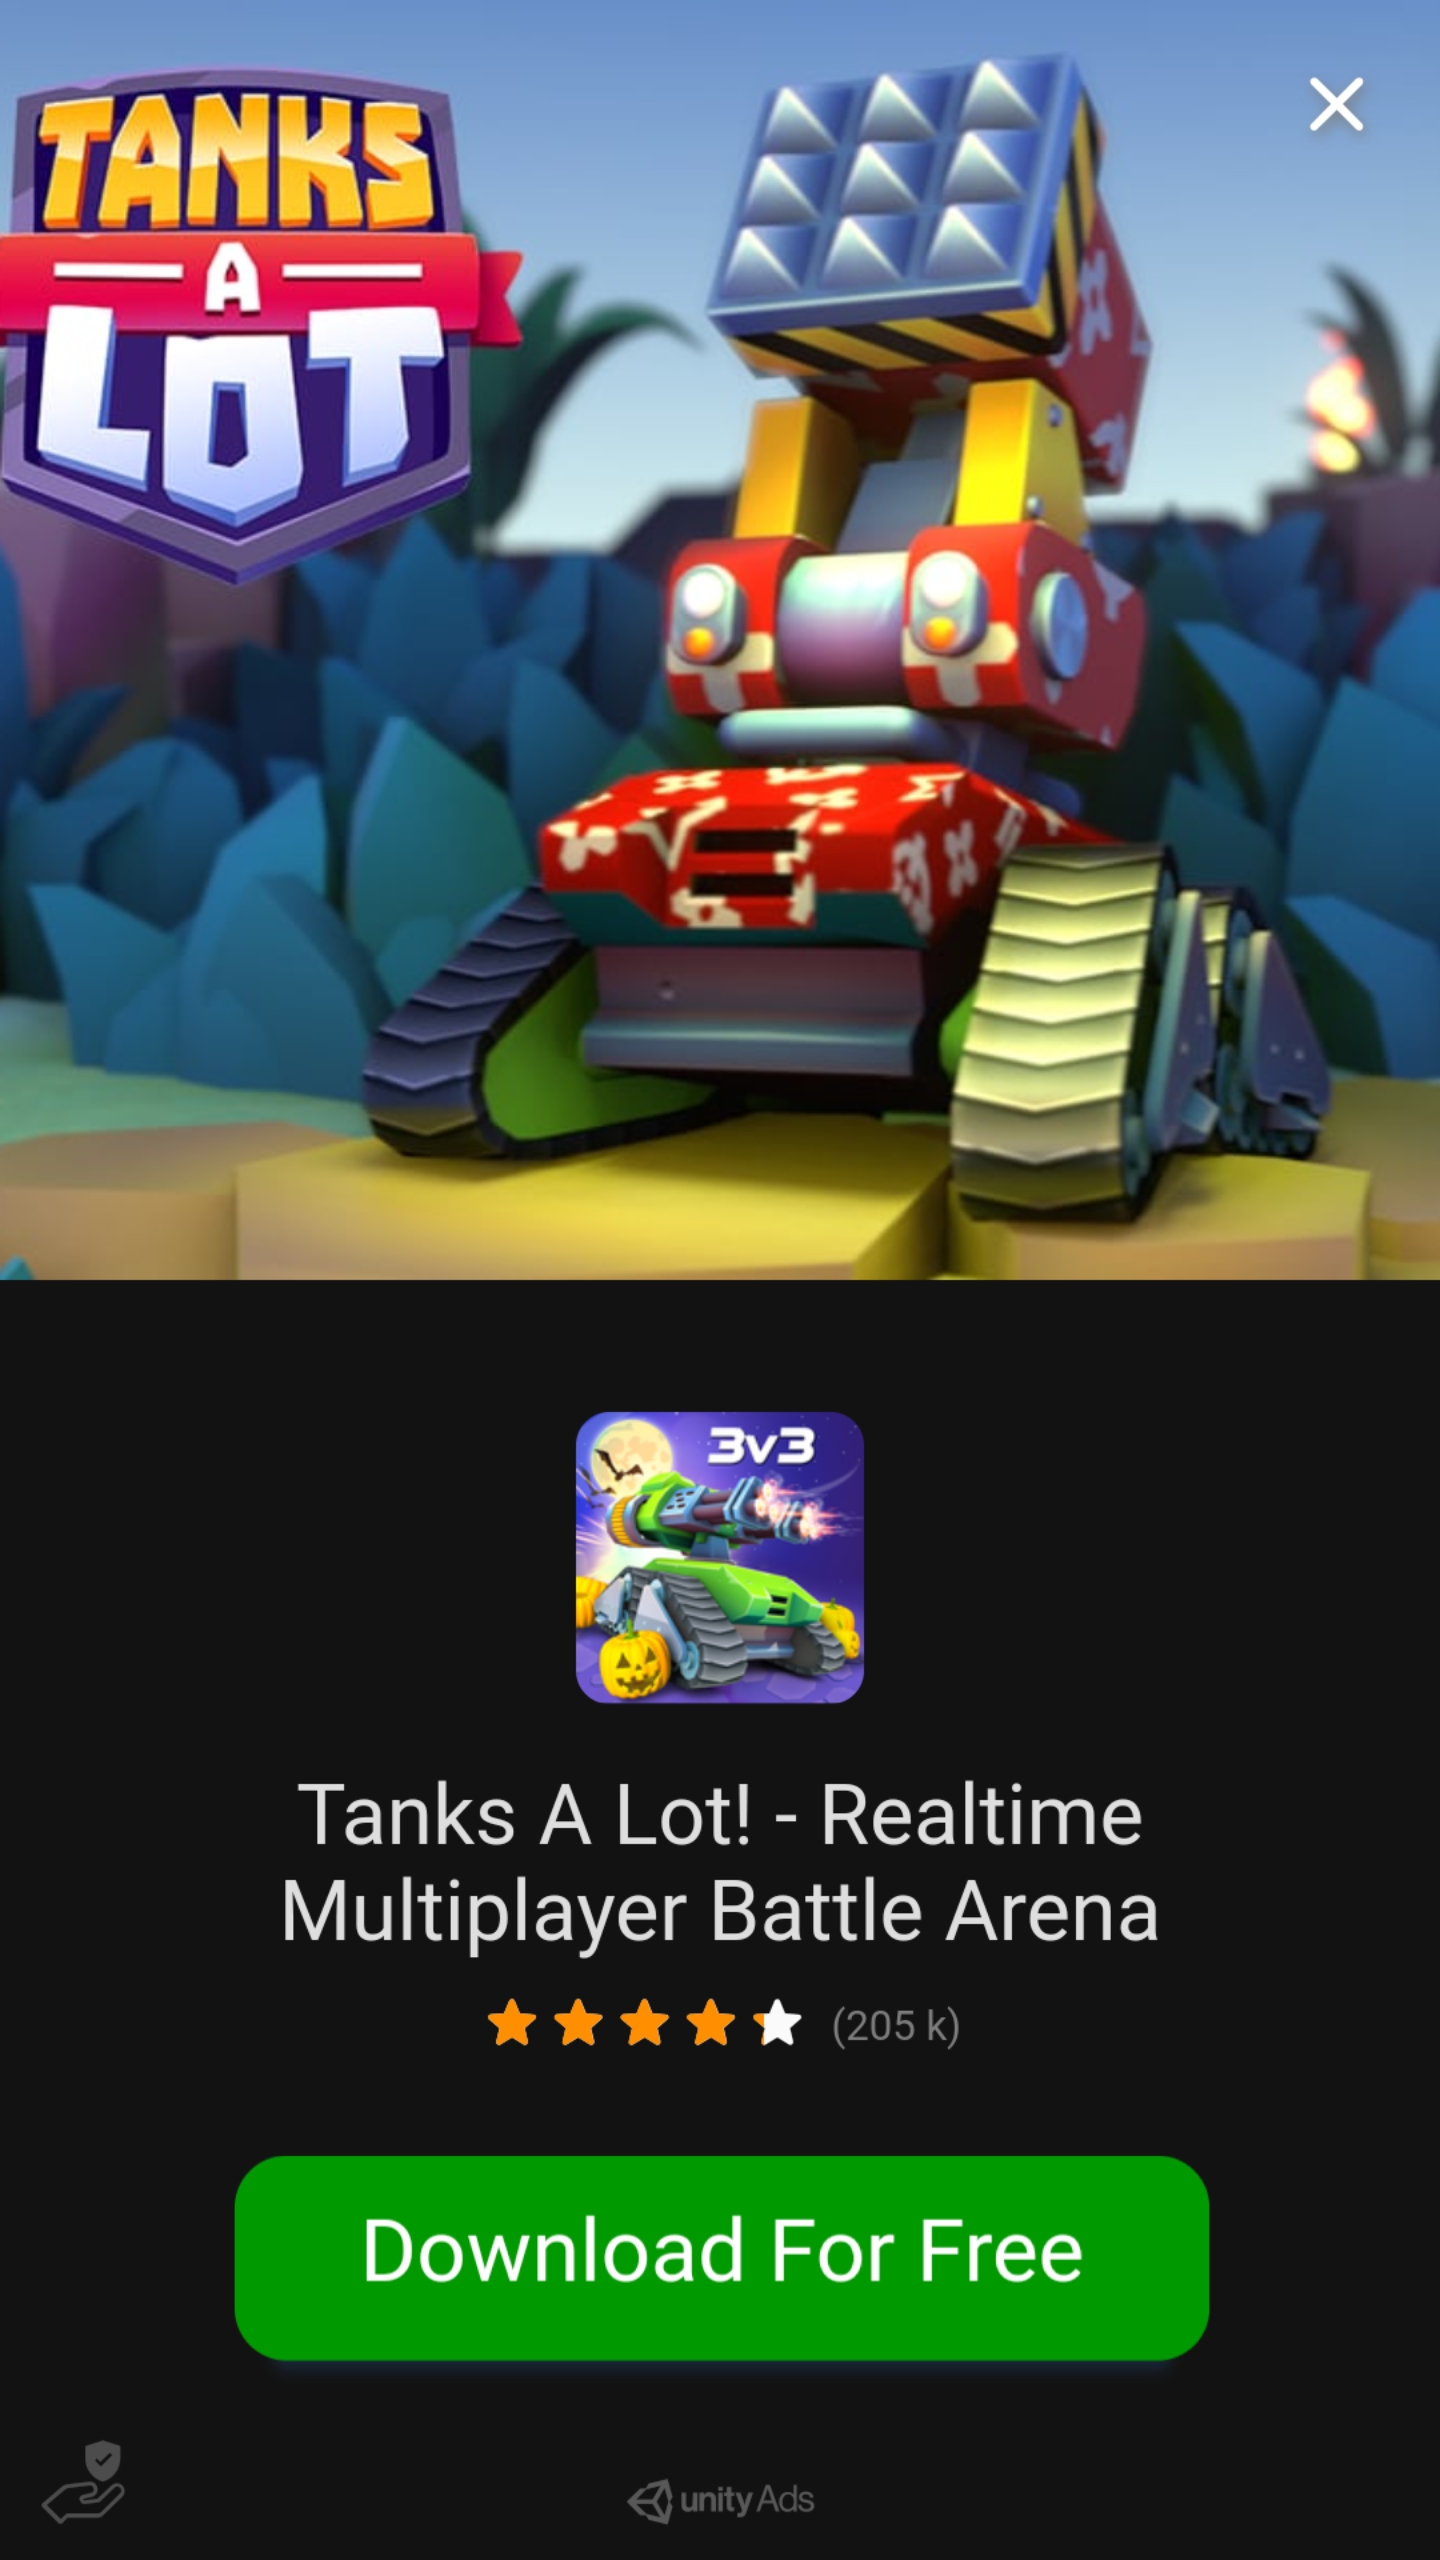 TANKS
A
LOT
3v3
Tanks A Lot! - Realtime
Multiplayer Battle Arena
(205 k)
Download For Free
unity Ads